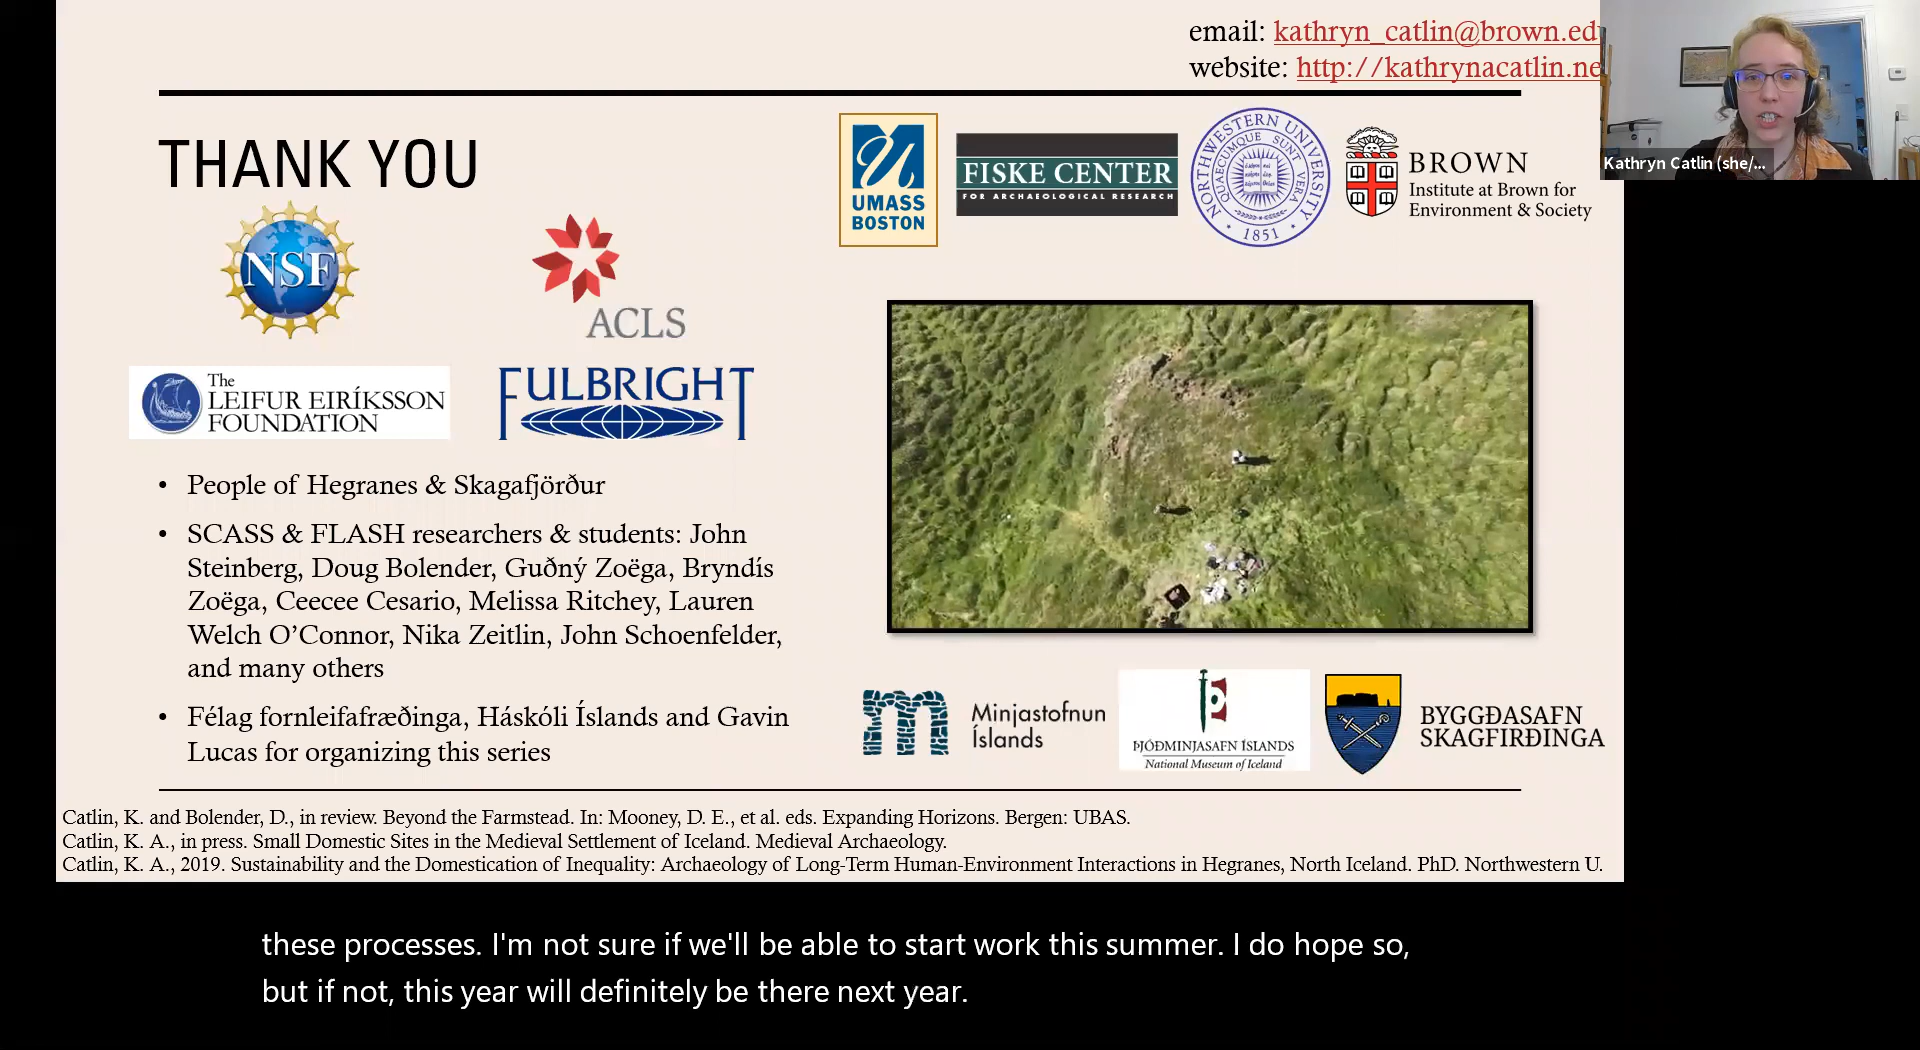 email: kathryn_catlin@brown.ed
website: http://kathrynacatlin.ne
Kathryn Catlin (she/...
THANK YOU
UMASS
BOSTON
FISKE CENTER
FOR ARCHAEOLOGICAL RESEARCH
NORTHWESTERN UNIVERSITY
QUAECUMQUE SUNT VERA
1851
BROWN
Institute at Brown for
Environment & Society
NSF
ACLS
The
LEIFUR EIRÍKSSON
FOUNDATION
FULBRIGHT
• People of Hegranes & Skagafjörður
• SCASS & FLASH researchers & students: John
Steinberg, Doug Bolender, Guðný Zoëga, Bryndís
Zoëga, Ceecee Cesario, Melissa Ritchey, Lauren
Welch O’Connor, Nika Zeitlin, John Schoenfelder,
and many others
• Félag fornleifafræðinga, Háskóli Íslands and Gavin
Lucas for organizing this series
Minjastofnun
Íslands
ÞJÓÐMINJASAFN ÍSLANDS
National Museum of Iceland
BYGGÐASAFN
SKAGFIRÐINGA
Catlin, K. and Bolender, D., in review. Beyond the Farmstead. In: Mooney, D. E., et al. eds. Expanding Horizons. Bergen: UBAS.
Catlin, K. A., in press. Small Domestic Sites in the Medieval Settlement of Iceland. Medieval Archaeology.
Catlin, K. A., 2019. Sustainability and the Domestication of Inequality: Archaeology of Long-Term Human-Environment Interactions in Hegranes, North Iceland. PhD. Northwestern U.
these processes. I'm not sure if we'll be able to start work this summer. I do hope so,
but if not, this year will definitely be there next year.